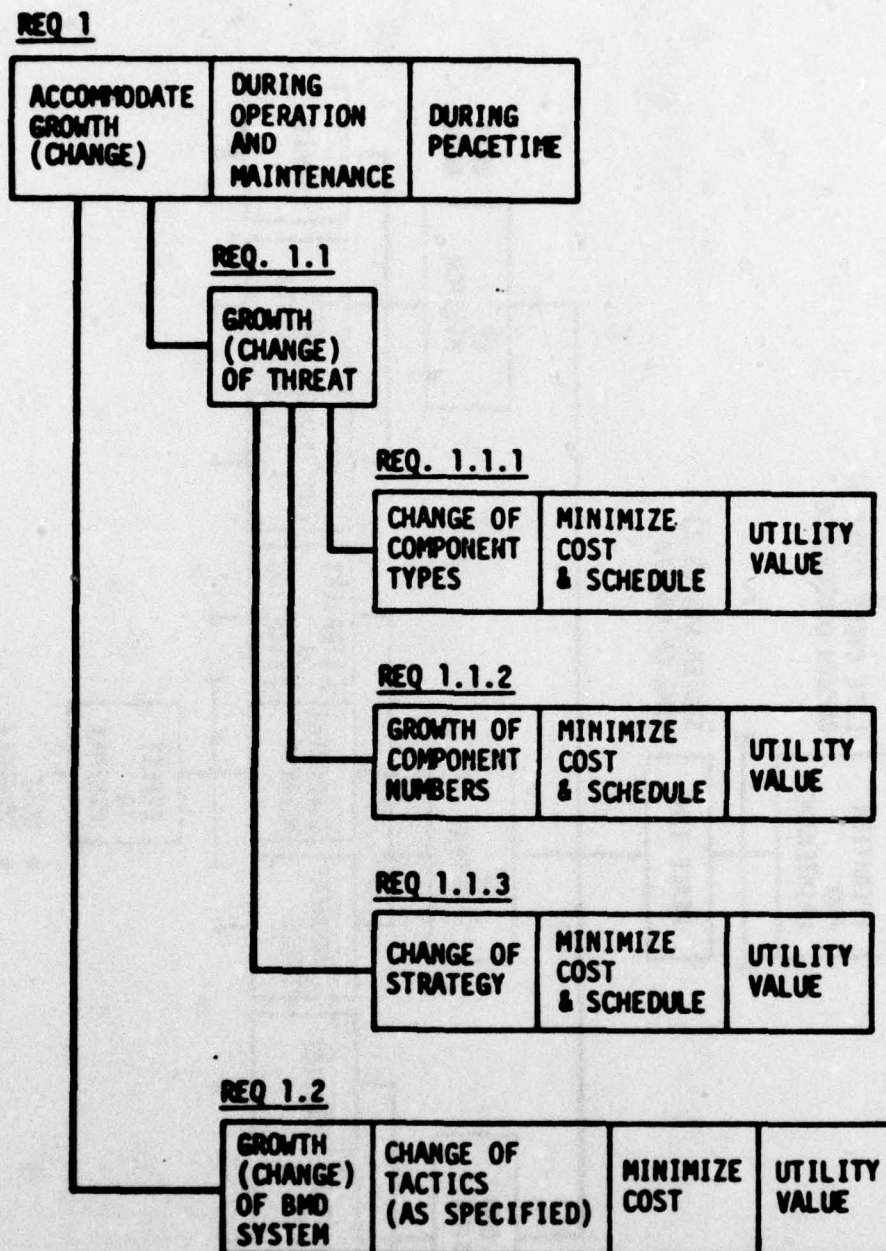 REQ 1
ACCOMMODATE
GROWTH
(CHANGE)
DURING
OPERATION
AND
MAINTENANCE
DURING
PEACETIME
REQ. 1.1
GROWTH
(CHANGE)
OF THREAT
REQ. 1.1.1
CHANGE OF
COMPONENT
TYPES
MINIMIZE
COST
& SCHEDULE
UTILITY
VALUE
REQ 1.1.2
GROWTH OF
COMPONENT
NUMBERS
MINIMIZE
COST
& SCHEDULE
UTILITY
VALUE
REQ 1.1.3
CHANGE OF
STRATEGY
MINIMIZE
COST
& SCHEDULE
UTILITY
VALUE
REQ 1.2
GROWTH
(CHANGE)
OF BMD
SYSTEM
CHANGE OF
TACTICS
(AS SPECIFIED)
MINIMIZE
COST
UTILITY
VALUE